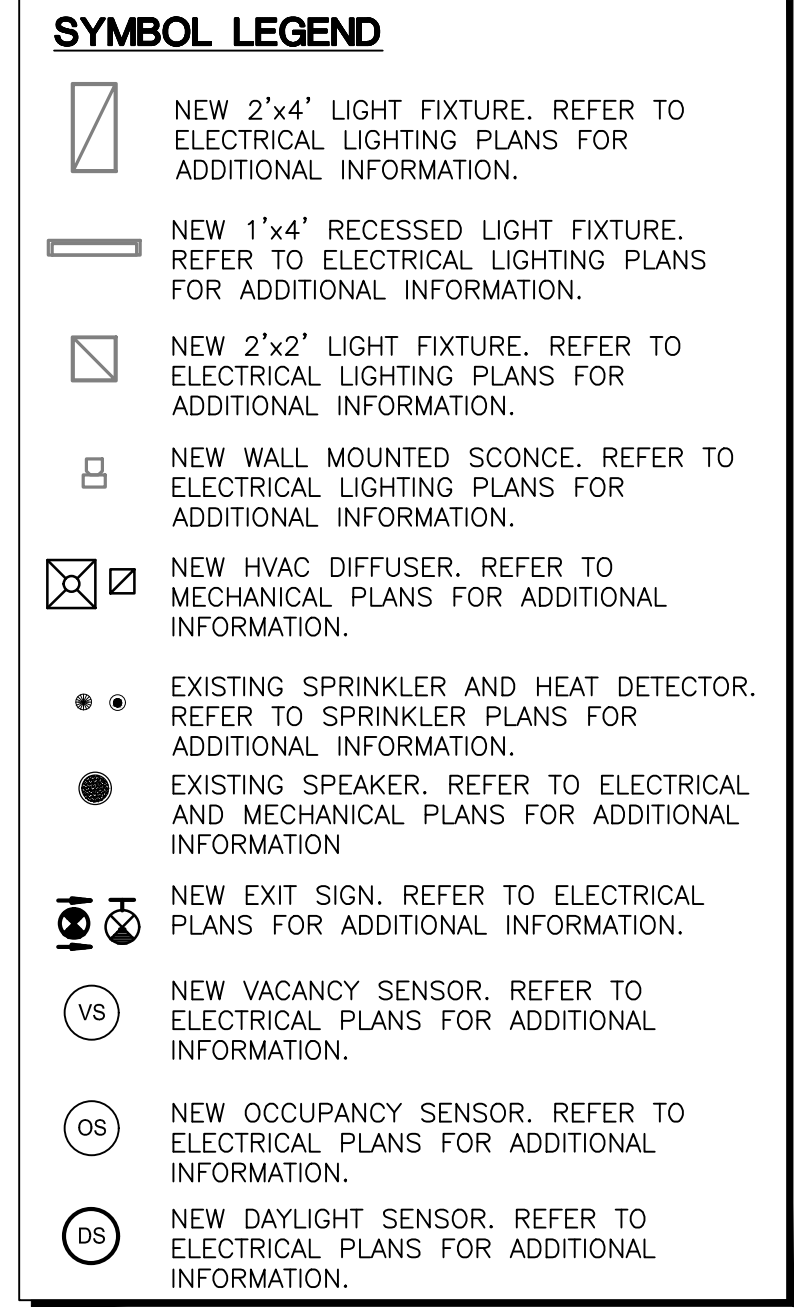 SYMBOL LEGEND
NEW 2'x4' LIGHT FIXTURE. REFER TO
ELECTRICAL LIGHTING PLANS FOR
ADDITIONAL INFORMATION.
NEW 1'x4' RECESSED LIGHT FIXTURE.
REFER TO ELECTRICAL LIGHTING PLANS
FOR ADDITIONAL INFORMATION.
NEW 2'x2' LIGHT FIXTURE. REFER TO
ELECTRICAL LIGHTING PLANS FOR
ADDITIONAL INFORMATION.
NEW WALL MOUNTED SCONCE. REFER TO
ELECTRICAL LIGHTING PLANS FOR
ADDITIONAL INFORMATION.
NEW HVAC DIFFUSER. REFER TO
MECHANICAL PLANS FOR ADDITIONAL
INFORMATION.
EXISTING SPRINKLER AND HEAT DETECTOR.
REFER TO SPRINKLER PLANS FOR
ADDITIONAL INFORMATION.
EXISTING SPEAKER. REFER TO ELECTRICAL
AND MECHANICAL PLANS FOR ADDITIONAL
INFORMATION
NEW EXIT SIGN. REFER TO ELECTRICAL
PLANS FOR ADDITIONAL INFORMATION.
VS
NEW VACANCY SENSOR. REFER TO
ELECTRICAL PLANS FOR ADDITIONAL
INFORMATION.
OS
NEW OCCUPANCY SENSOR. REFER TO
ELECTRICAL PLANS FOR ADDITIONAL
INFORMATION.
DS
NEW DAYLIGHT SENSOR. REFER TO
ELECTRICAL PLANS FOR ADDITIONAL
INFORMATION.